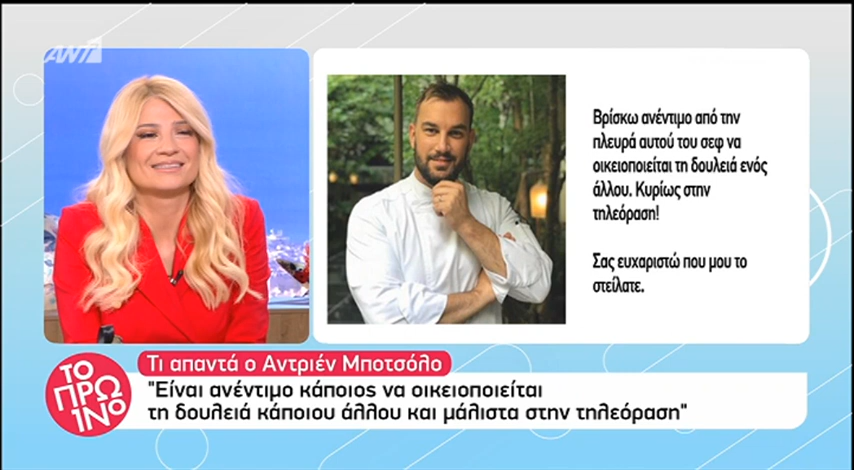 ANT1
Βρίσκω ανέντιμο από την
πλευρά αυτού του σεφ να
οικειοποιείται τη δουλειά ενός
άλλου. Κυρίως στην
τηλεόραση!
Σας ευχαριστώ που μου το
στείλατε.
Τι απαντά ο Αντριέν Μποτσόλο
ΤΟ
ΠΡΩ
ΙΝΟ
"Είναι ανέντιμο κάποιος να οικειοποιείται
τη δουλειά κάποιου άλλου και μάλιστα στην τηλεόραση"